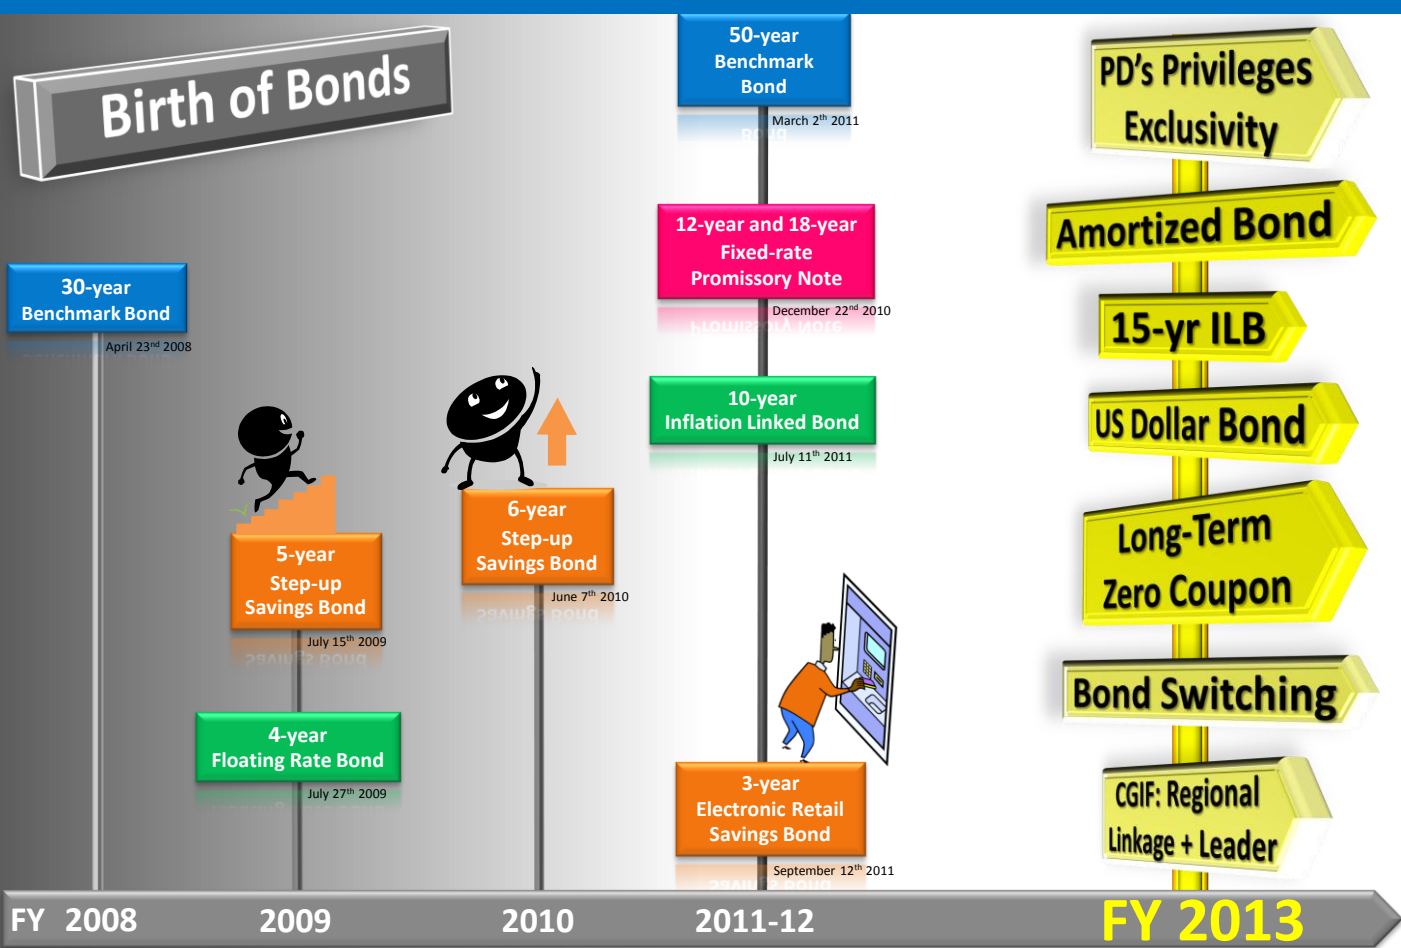 Birth of Bonds
30-year
Benchmark Bond
April 23nd 2008
5-year
Step-up
Savings Bond
July 15th 2009
4-year
Floating Rate Bond
July 27th 2009
6-year
Step-up
Savings Bond
June 7th 2010
50-year
Benchmark
Bond
March 2th 2011
12-year and 18-year
Fixed-rate
Promissory Note
December 22nd 2010
10-year
Inflation Linked Bond
July 11th 2011
3-year
Electronic Retail
Savings Bond
September 12th 2011
PD's Privileges
Exclusivity
Amortized Bond
15-yr ILB
US Dollar Bond
Long-Term
Zero Coupon
Bond Switching
CGIF: Regional
Linkage + Leader
FY 2008
2009
2010
2011-12
FY 2013